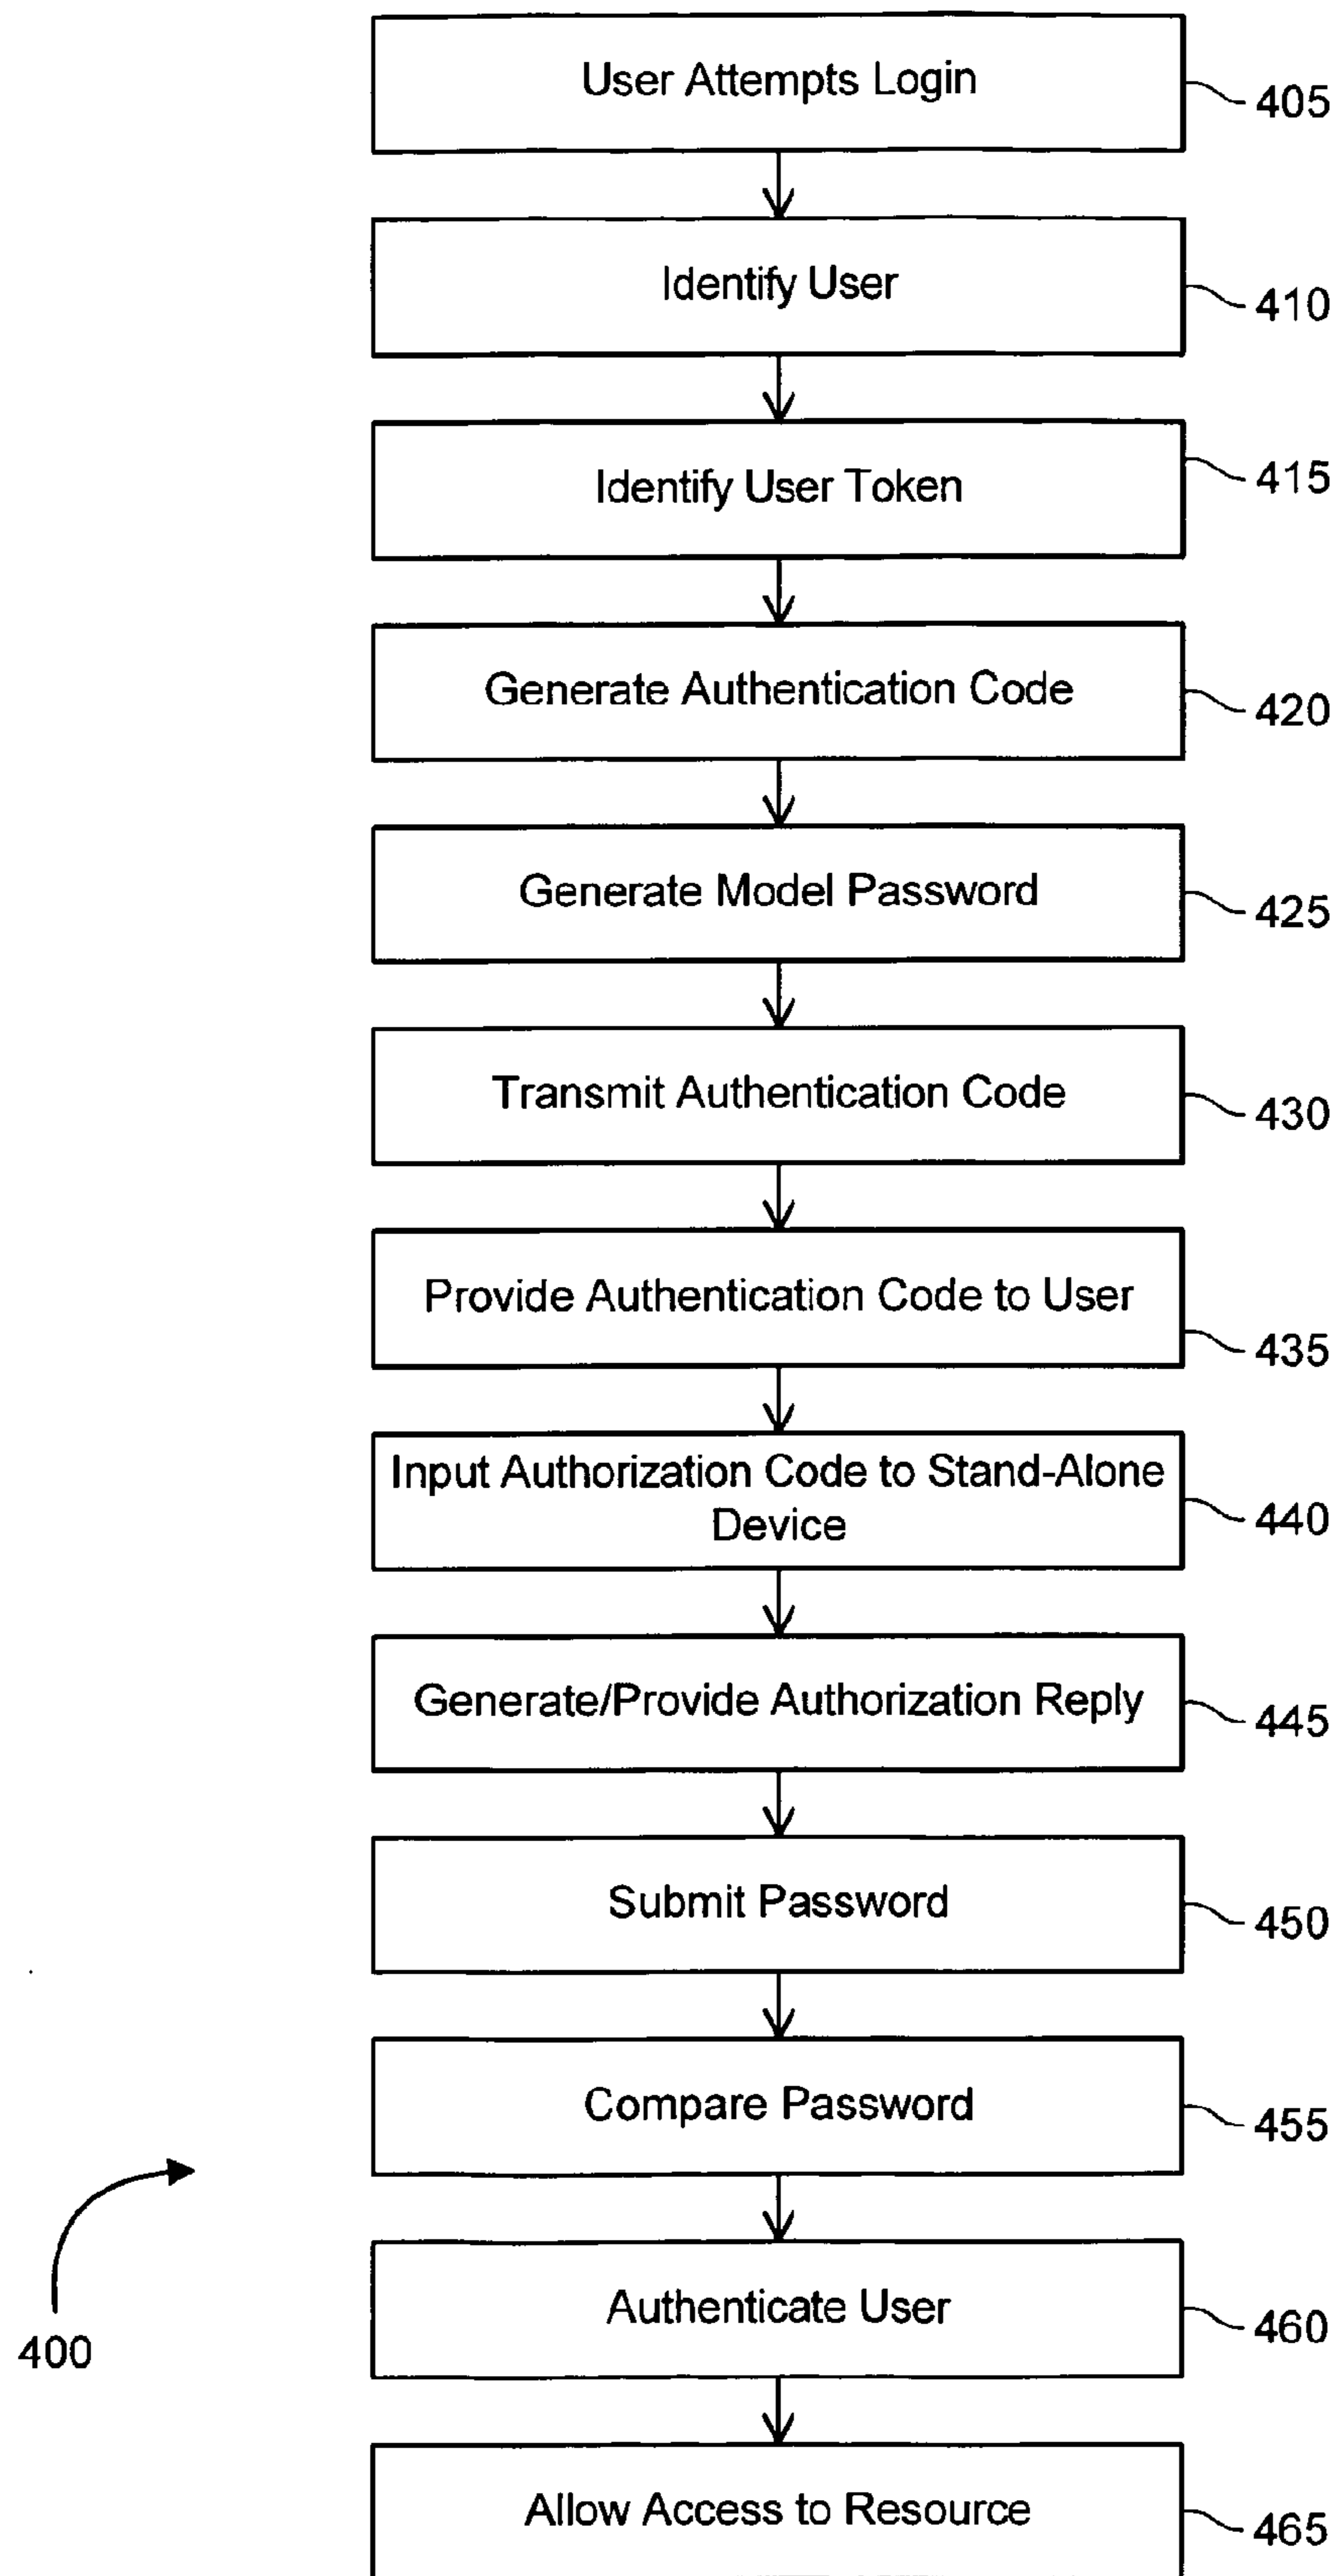 User Attempts Login
405
Identify User
410
Identify User Token
415
Generate Authentication Code
420
Generate Model Password
425
Transmit Authentication Code
430
Provide Authentication Code to User
435
Input Authorization Code to Stand-Alone
Device
440
Generate/Provide Authorization Reply
445
Submit Password
450
Compare Password
455
Authenticate User
460
400
Allow Access to Resource
465